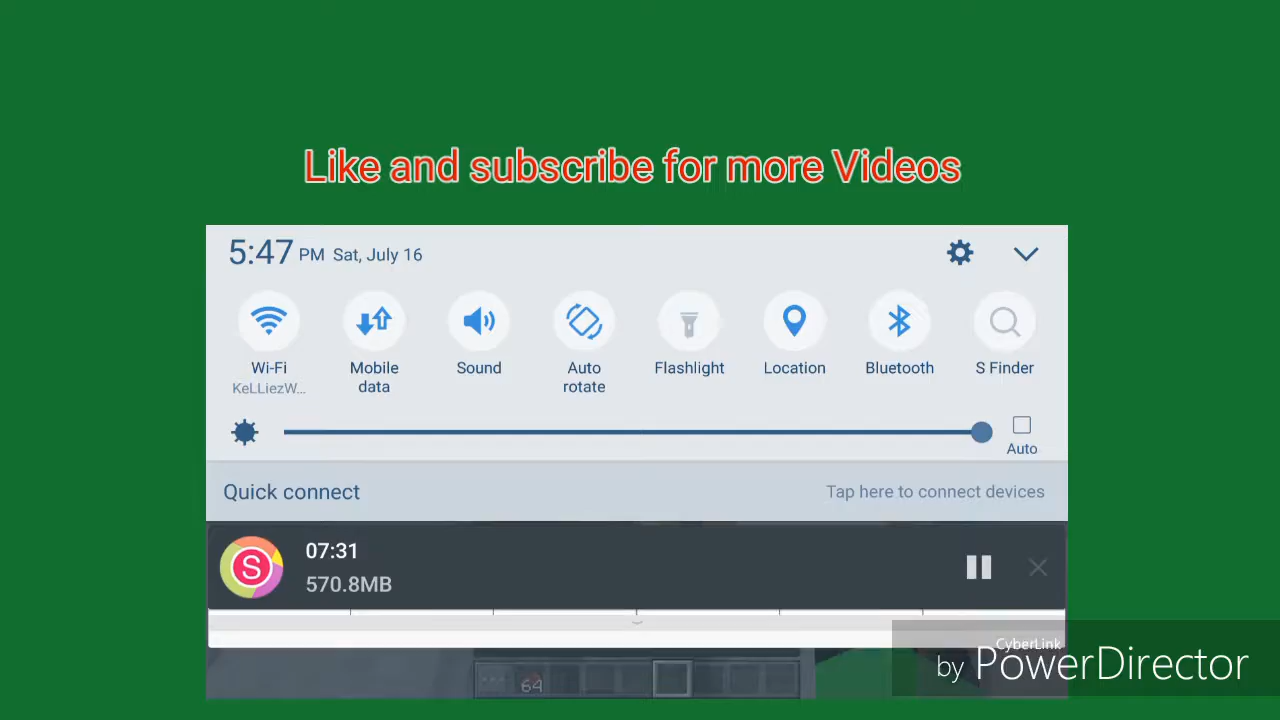 Like and subscribe for more Videos
5:47 PM Sat, July 16
Wi-Fi
KeLLiezW...
Mobile
data
Sound
Auto
rotate
Flashlight
Location
Bluetooth
S Finder
Auto
Quick connect
Tap here to connect devices
S
07:31
570.8MB
64
CyberLink
by PowerDirector